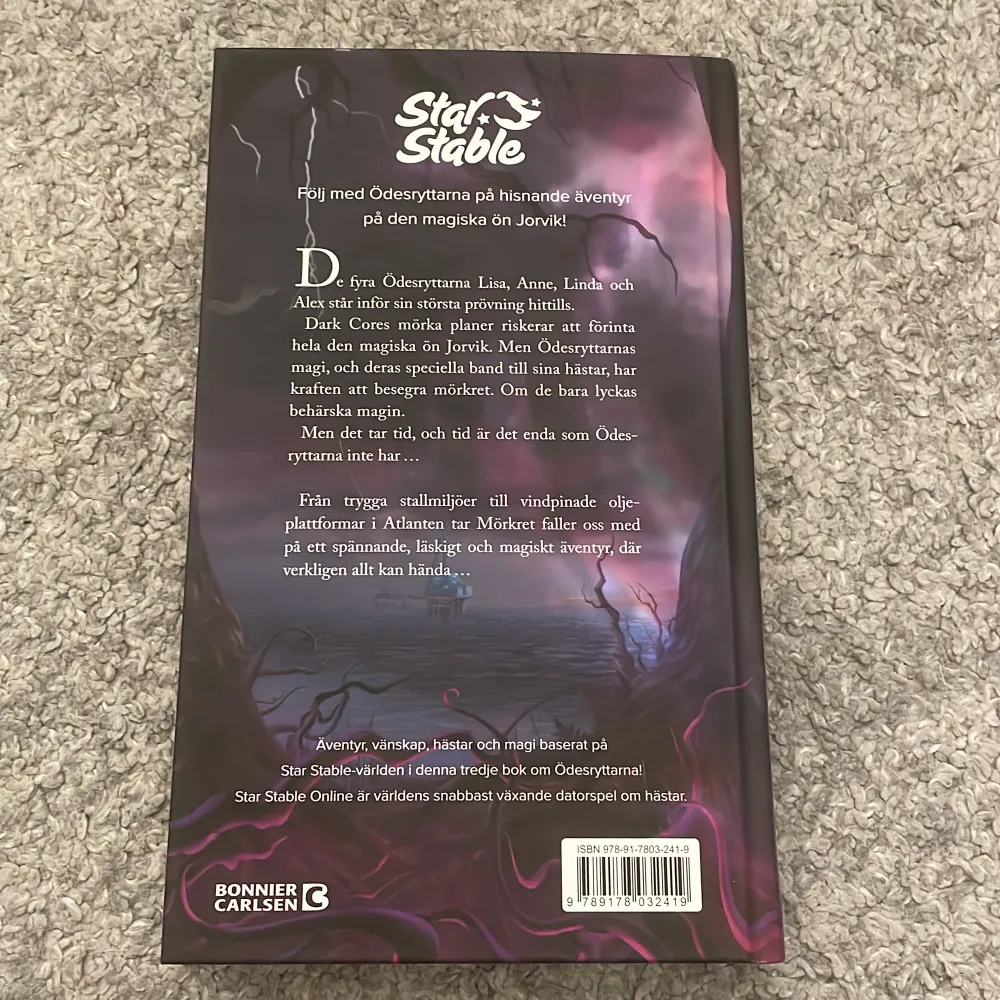 Star
Stable
Följ med Ödesryttarna på hisnande äventyr
på den magiska ön Jorvik!
De fyra Ödesryttarna Lisa, Anne, Linda och
Alex står inför sin största prövning hittills.
Dark Cores mörka planer riskerar att förinta
hela den magiska ön Jorvik. Men Ödesryttarnas
magi, och deras speciella band till sina hästar, har
kraften att besegra mörkret. Om de bara lyckas
behärska magin.
Men det tar tid, och tid är det enda som Ödes-
ryttarna inte har ...
Från trygga stallmiljöer till vindpinade olje-
plattformar i Atlanten tar Mörkret faller oss med
på ett spännande, läskigt och magiskt äventyr, där
verkligen allt kan hända ...
Äventyr, vänskap, hästar och magi baserat på
Star Stable-världen i denna tredje bok om Ödesryttarna!
Star Stable Online är världens snabbast växande datorspel om hästar.
ISBN 978-91-7803-241-9
9 789178 032419
BONNIER
CARLSEN